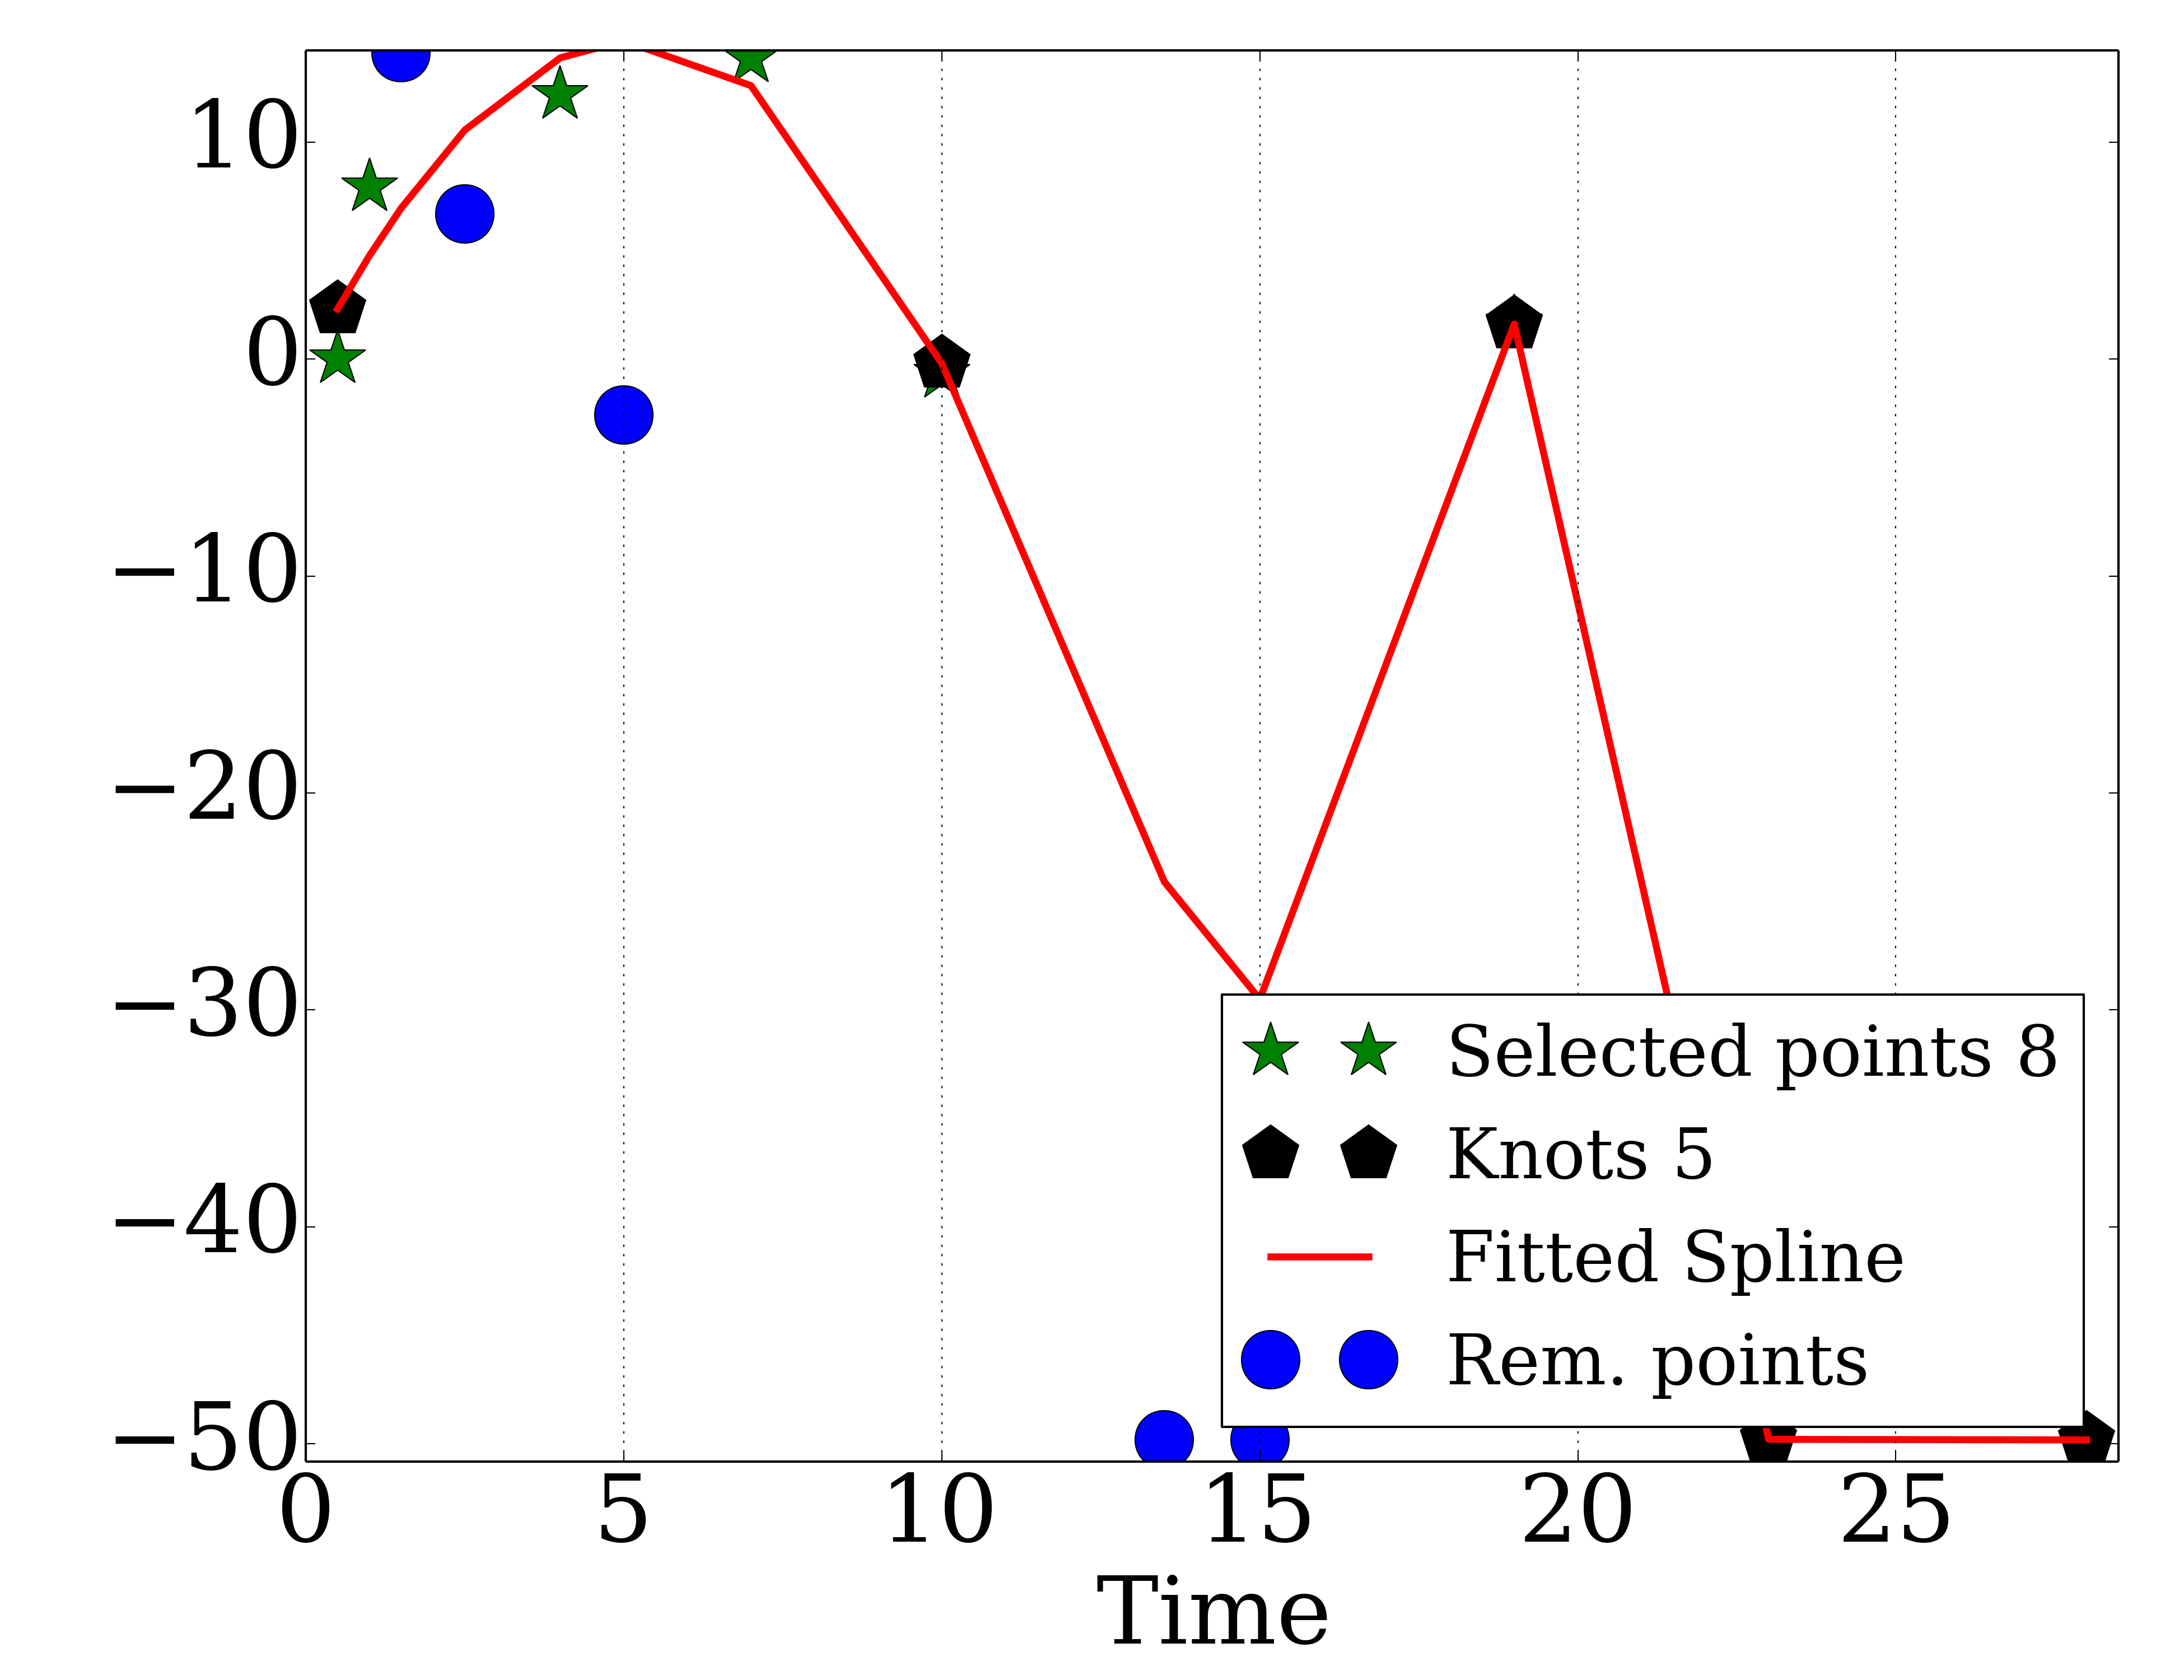 10
0
−10
−20
−30
−40
−50
Selected points 8
Knots 5
Fitted Spline
Rem. points
0 5 10 15 20 25
Time